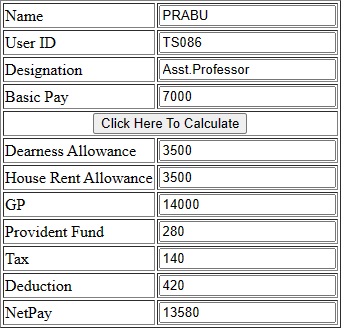 Name PRABU
User ID TS086
Designation Asst.Professor
Basic Pay 7000
Click Here To Calculate
Dearness Allowance 3500
House Rent Allowance 3500
GP 14000
Provident Fund 280
Tax 140
Deduction 420
NetPay 13580